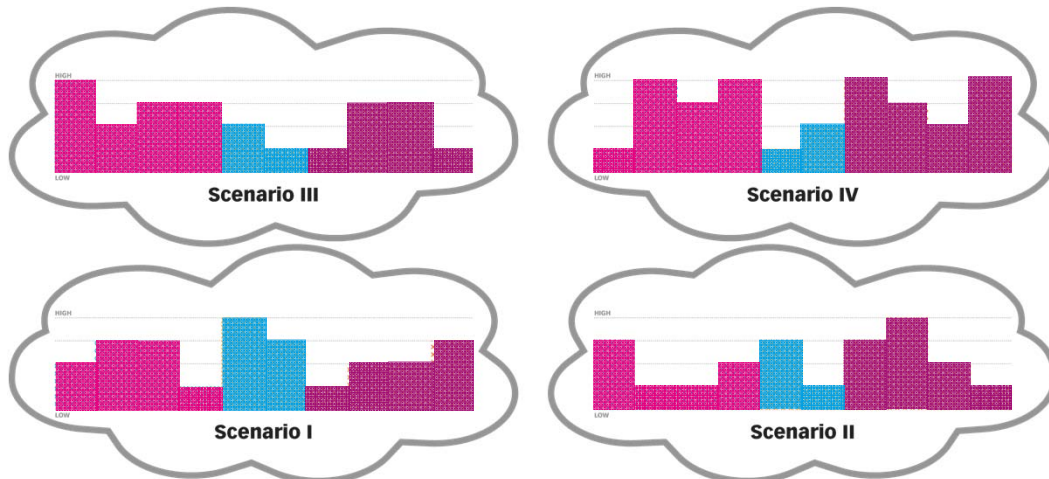 HIGH
LOW
Scenario III
HIGH
LOW
Scenario IV
HIGH
LOW
Scenario I
HIGH
LOW
Scenario II